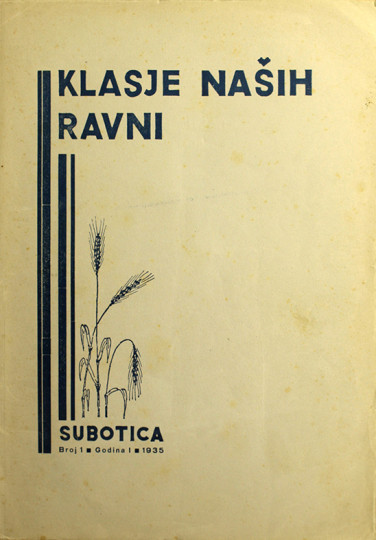 KLASJE NAŠIH
RAVNI
SUBOTICA
Broj 1 ■ Godina I ■ 1935